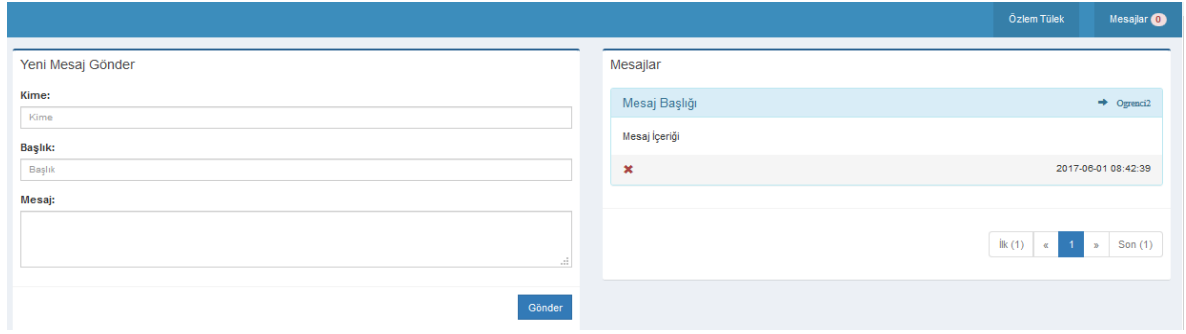 Özlem Tülek
Mesajlar 0
Yeni Mesaj Gönder
Kime:
Kime
Başlık:
Başlık
Mesaj:
Gönder
Mesajlar
Mesaj Başlığı
Ogrenci2
Mesaj İçeriği
2017-06-01 08:42:39
İlk (1) « 1 » Son (1)